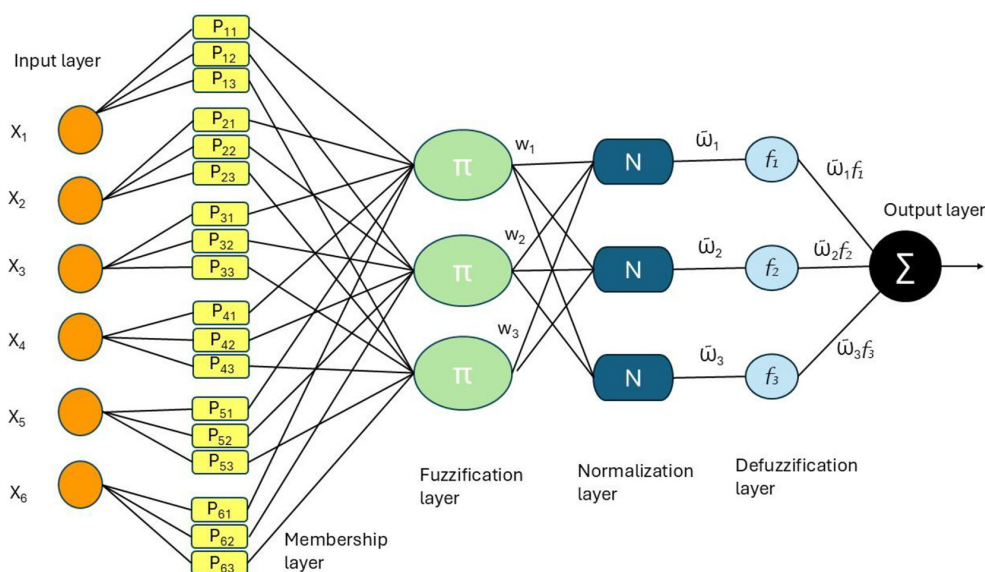 Input layer
X₁
X₂
X₃
X₄
X₅
X₆
P₁₁
P₁₂
P₁₃
P₂₁
P₂₂
P₂₃
P₃₁
P₃₂
P₃₃
P₄₁
P₄₂
P₄₃
P₅₁
P₅₂
P₅₃
P₆₁
P₆₂
P₆₃
Membership
layer
π
π
π
Fuzzification
layer
w₁
w₂
w₃
N
N
N
Normalization
layer
ῶ₁
ῶ₂
ῶ₃
f₁
f₂
f₃
Defuzzification
layer
ῶ₁f₁
ῶ₂f₂
ῶ₃f₃
Output layer
Σ